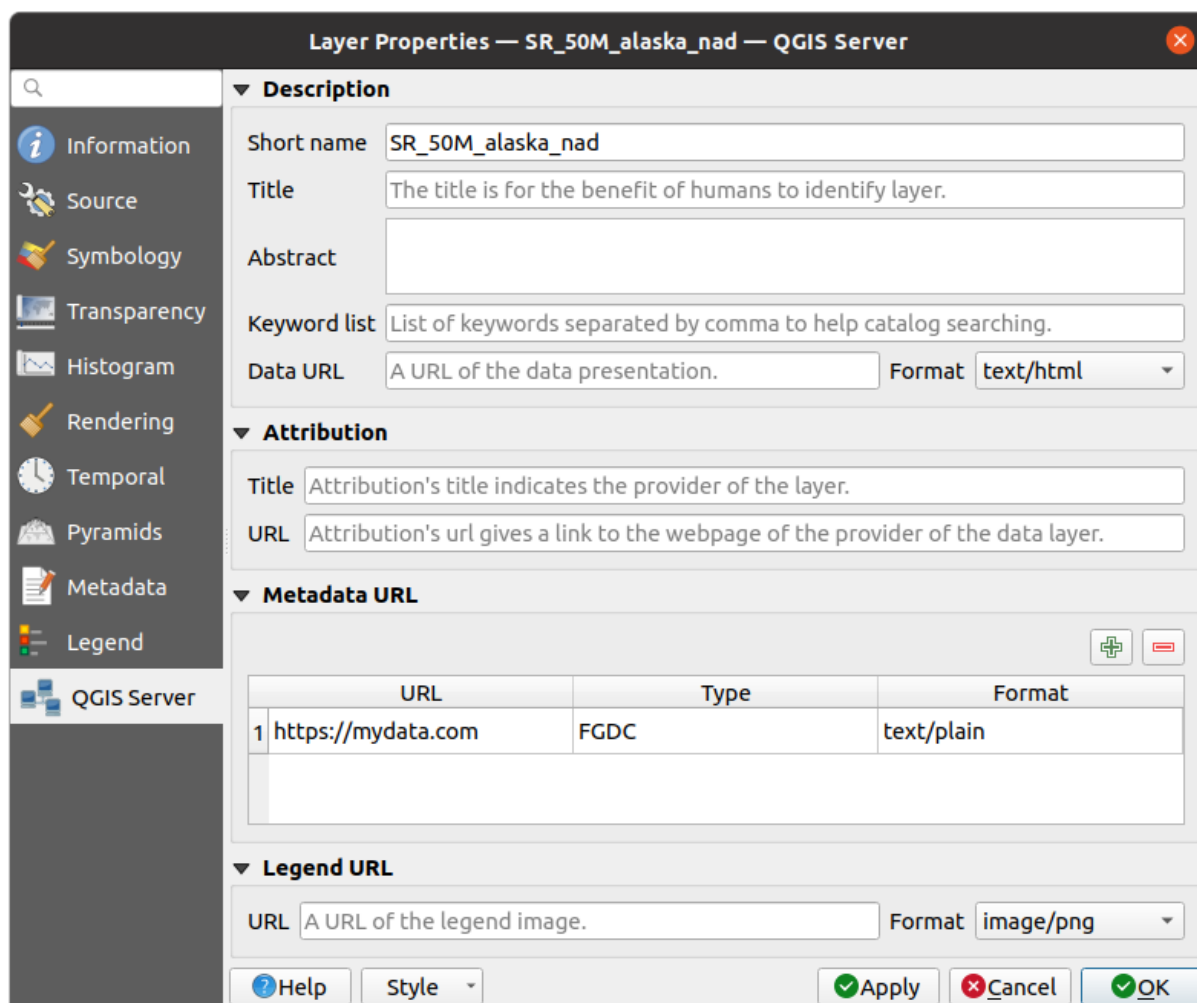 Layer Properties — SR_50M_alaska_nad — QGIS Server
Information
Source
Symbology
Transparency
Histogram
Rendering
Temporal
Pyramids
Metadata
Legend
QGIS Server
Description
Short name SR_50M_alaska_nad
Title The title is for the benefit of humans to identify layer.
Abstract
Keyword list List of keywords separated by comma to help catalog searching.
Data URL A URL of the data presentation. Format text/html
Attribution
Title Attribution's title indicates the provider of the layer.
URL Attribution's url gives a link to the webpage of the provider of the data layer.
Metadata URL
URL Type Format
1 https://mydata.com FGDC text/plain
Legend URL
URL A URL of the legend image. Format image/png
Help Style Apply Cancel OK